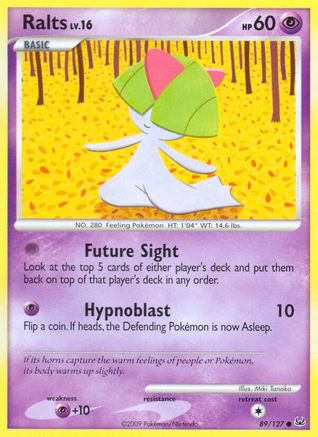 Ralts LV.16 HP 60
BASIC
NO. 280 Feeling Pokémon HT: 1'04" WT: 14.6 lbs.
Future Sight
Look at the top 5 cards of either player's deck and put them
back on top of that player's deck in any order.
Hypnoblast 10
Flip a coin. If heads, the Defending Pokémon is now Asleep.
If its horns capture the warm feelings of people or Pokémon,
its body warms up slightly.
Illus. Miki Tanaka
weakness resistance retreat cost
+10
89/127
©2009 Pokémon/Nintendo